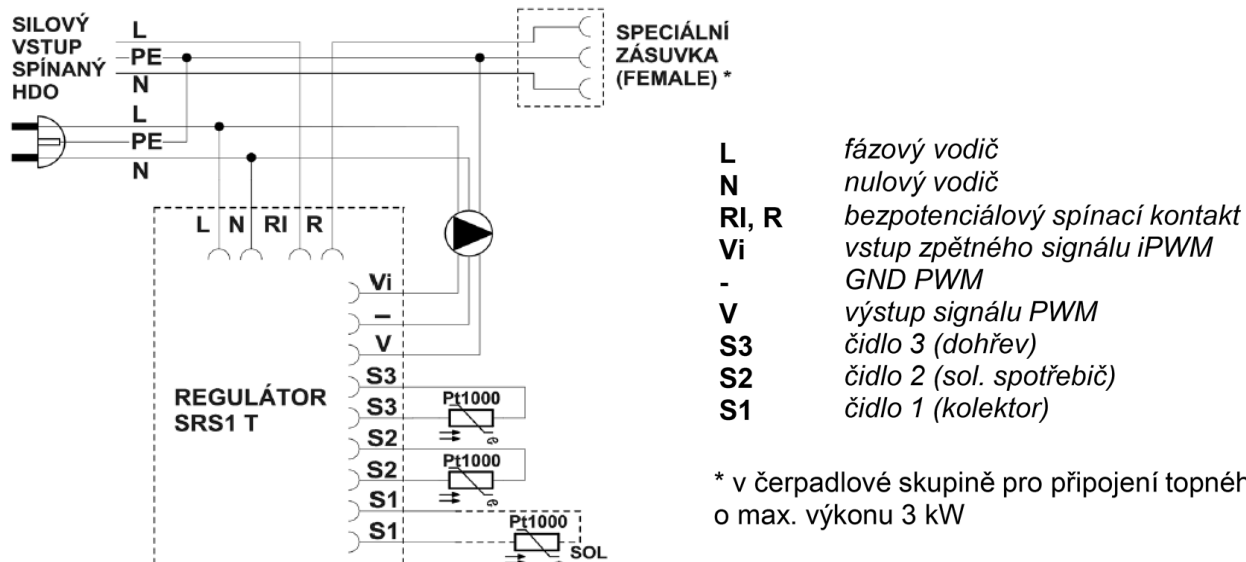 SILOVÝ
VSTUP
SPÍNANÝ
HDO
L
PE
N
L
PE
N
SPECIÁLNÍ
ZÁSUVKA
(FEMALE) *
L N RI R
Vi
–
V
S3
S3
S2
S2
S1
S1
REGULÁTOR
SRS1 T
Pt1000
Pt1000
Pt1000
SOL
L fázový vodič
N nulový vodič
RI, R bezpotenciálový spínací kontakt
Vi vstup zpětného signálu iPWM
- GND PWM
V výstup signálu PWM
S3 čidlo 3 (dohřev)
S2 čidlo 2 (sol. spotřebič)
S1 čidlo 1 (kolektor)
* v čerpadlové skupině pro připojení topnéh
o max. výkonu 3 kW